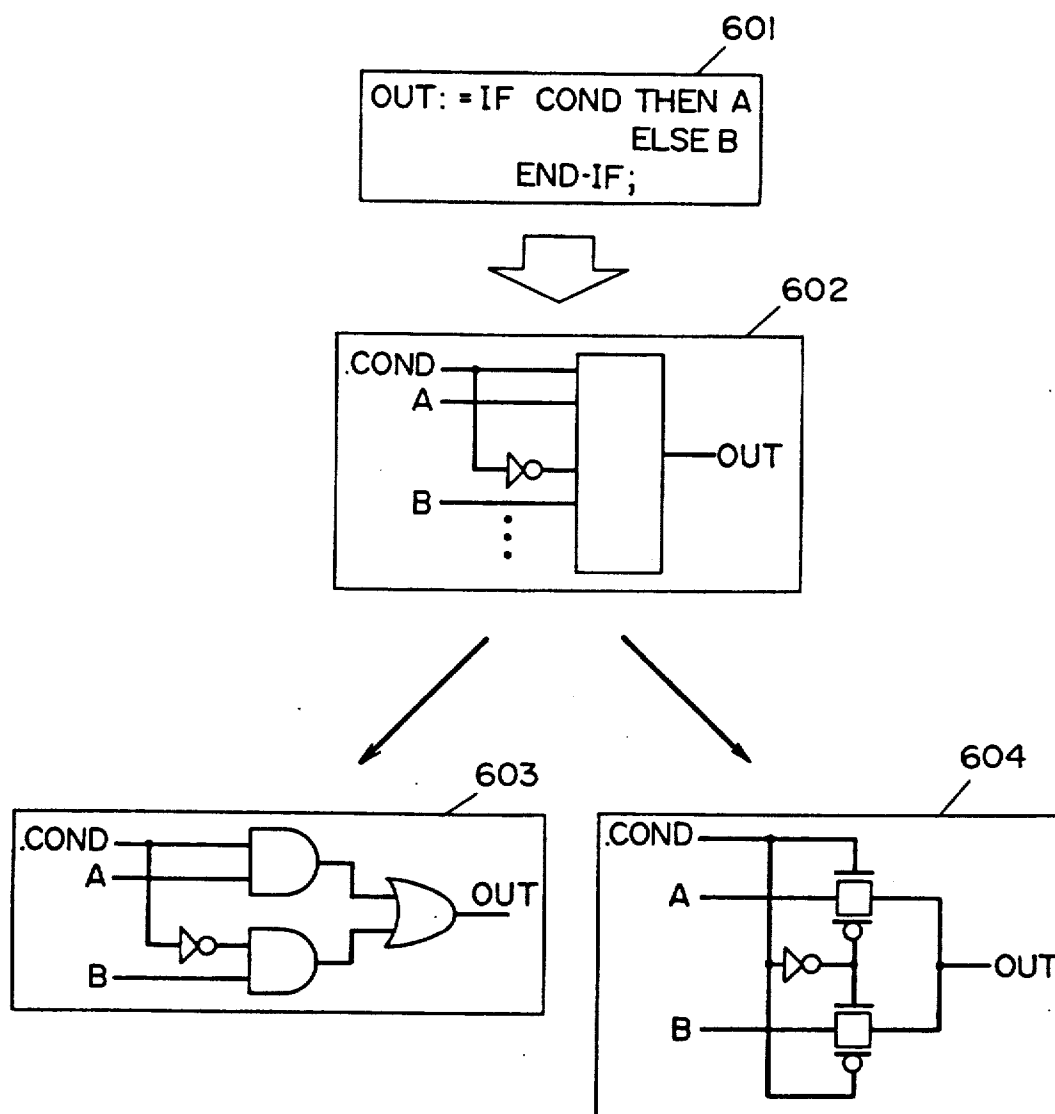 601
OUT: = IF COND THEN A
ELSE B
END-IF;
602
.COND
A
B
OUT
603
.COND
A
B
OUT
604
.COND
A
B
OUT